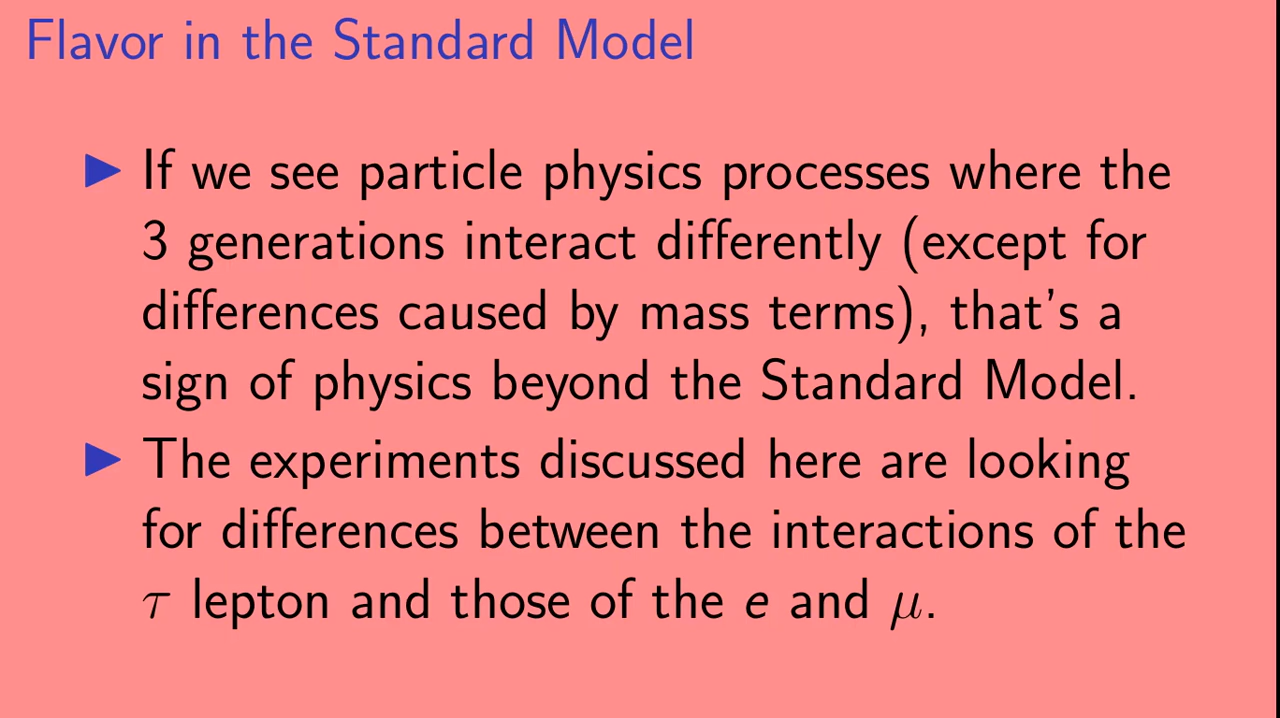 Flavor in the Standard Model
▶ If we see particle physics processes where the
3 generations interact differently (except for
differences caused by mass terms), that's a
sign of physics beyond the Standard Model.
▶ The experiments discussed here are looking
for differences between the interactions of the
τ lepton and those of the e and μ.